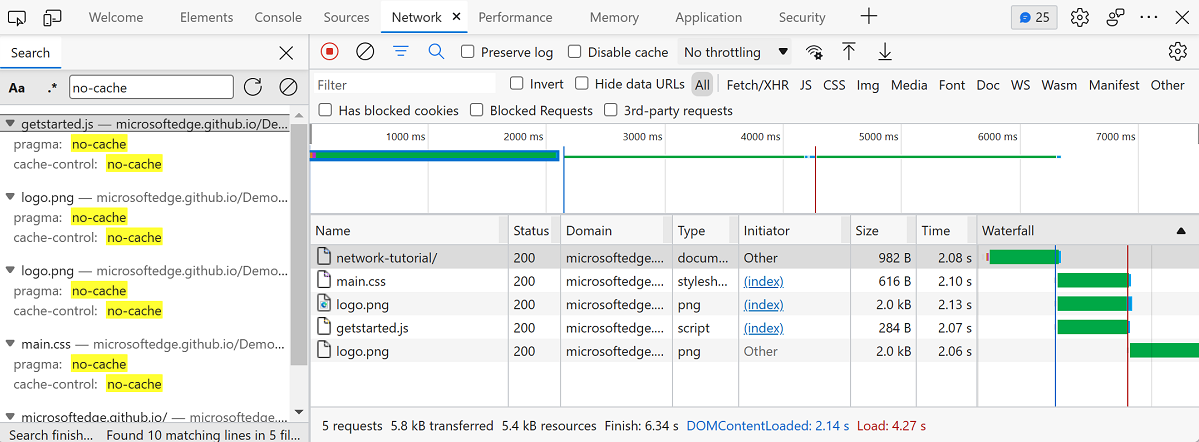 Welcome Elements Console Sources Network Performance Memory Application Security 25
Search
Aa .* no-cache
getstarted.js — microsoftedge.github.io/De...
pragma: no-cache
cache-control: no-cache
logo.png — microsoftedge.github.io/Demo...
pragma: no-cache
cache-control: no-cache
logo.png — microsoftedge.github.io/Demo...
pragma: no-cache
cache-control: no-cache
main.css — microsoftedge.github.io/Demo...
pragma: no-cache
cache-control: no-cache
microsoftedge.github.io/ — microsoftedge....
Search finish... Found 10 matching lines in 5 fil...
Preserve log Disable cache No throttling
Filter Invert Hide data URLs All Fetch/XHR JS CSS Img Media Font Doc WS Wasm Manifest Other
Has blocked cookies Blocked Requests 3rd-party requests
1000 ms 2000 ms 3000 ms 4000 ms 5000 ms 6000 ms 7000 ms
Name Status Domain Type Initiator Size Time Waterfall
network-tutorial/ 200 microsoftedge.... docum... Other 982 B 2.08 s
main.css 200 microsoftedge.... stylesh... (index) 616 B 2.10 s
logo.png 200 microsoftedge.... png (index) 2.0 kB 2.13 s
getstarted.js 200 microsoftedge.... script (index) 284 B 2.07 s
logo.png 200 microsoftedge.... png Other 2.0 kB 2.06 s
5 requests 5.8 kB transferred 5.4 kB resources Finish: 6.34 s DOMContentLoaded: 2.14 s Load: 4.27 s